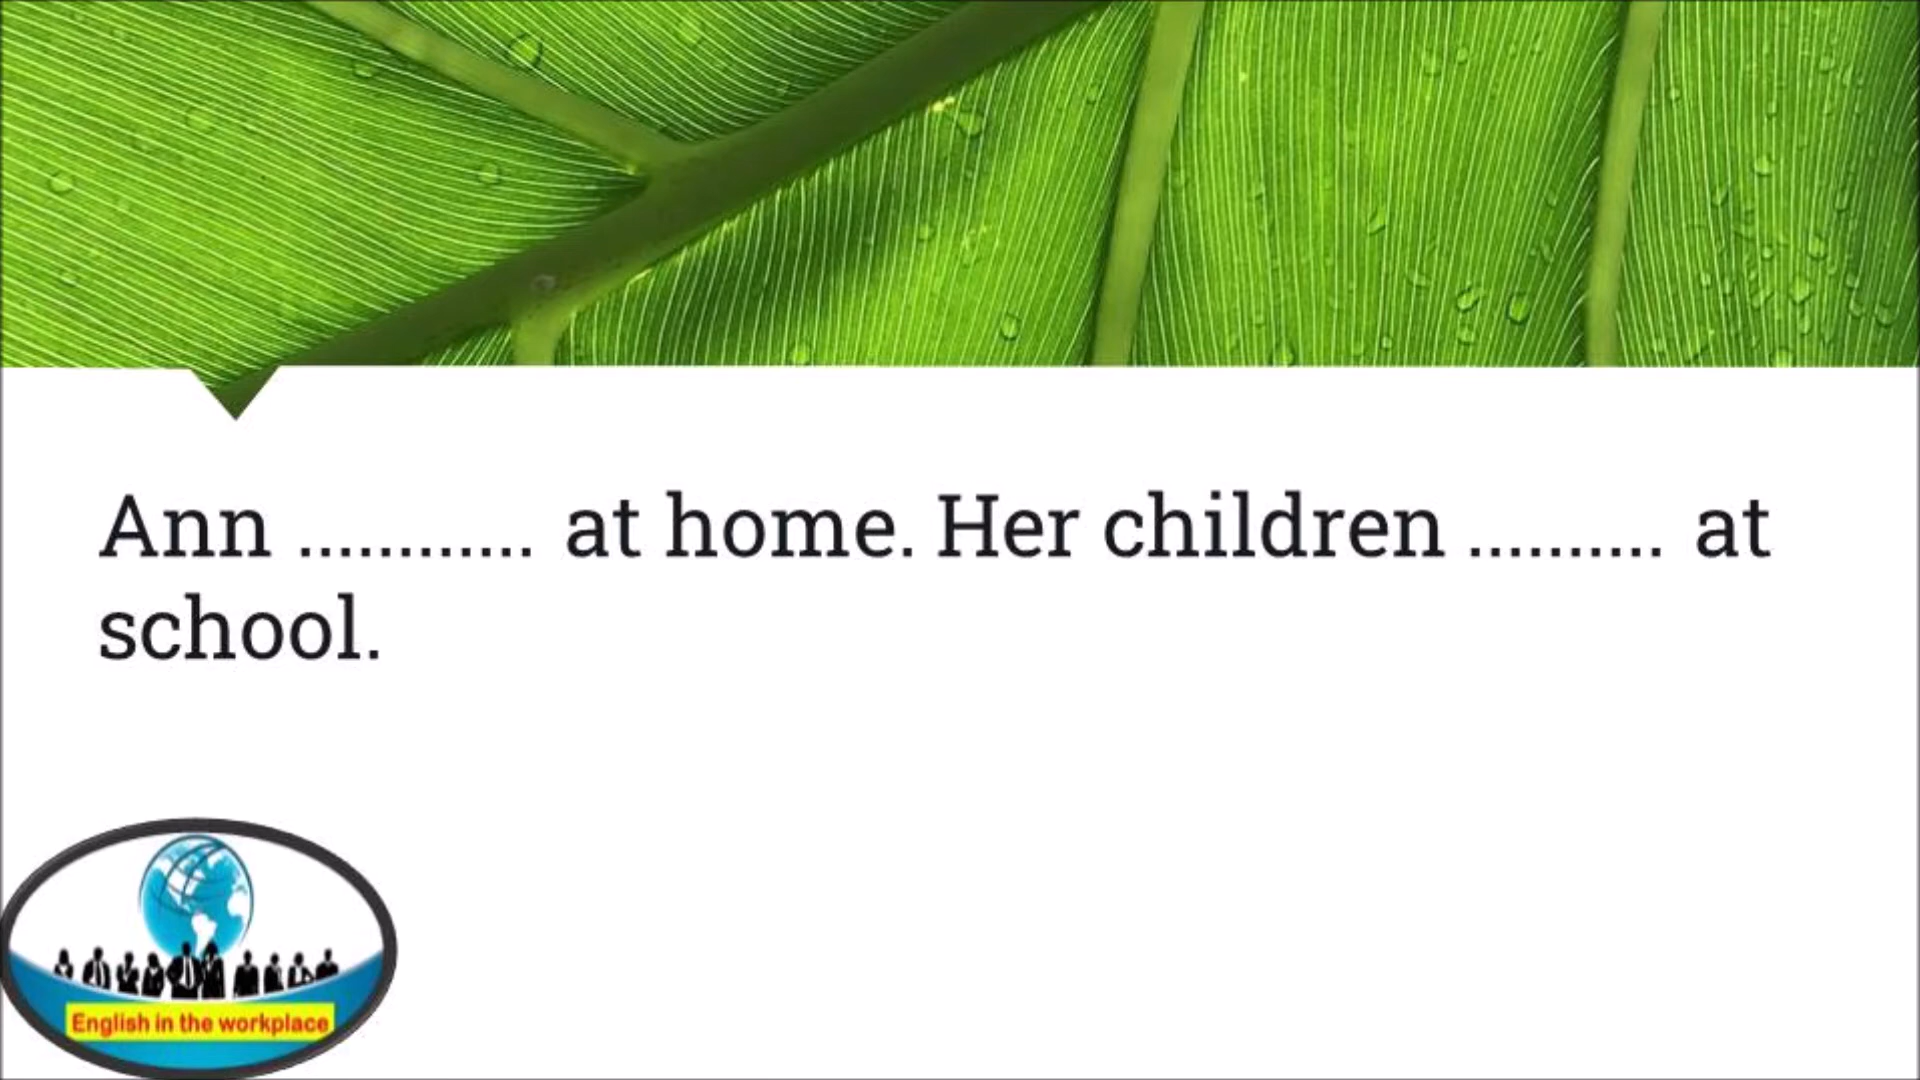 Ann ............ at home. Her children .......... at
school.
English in the workplace